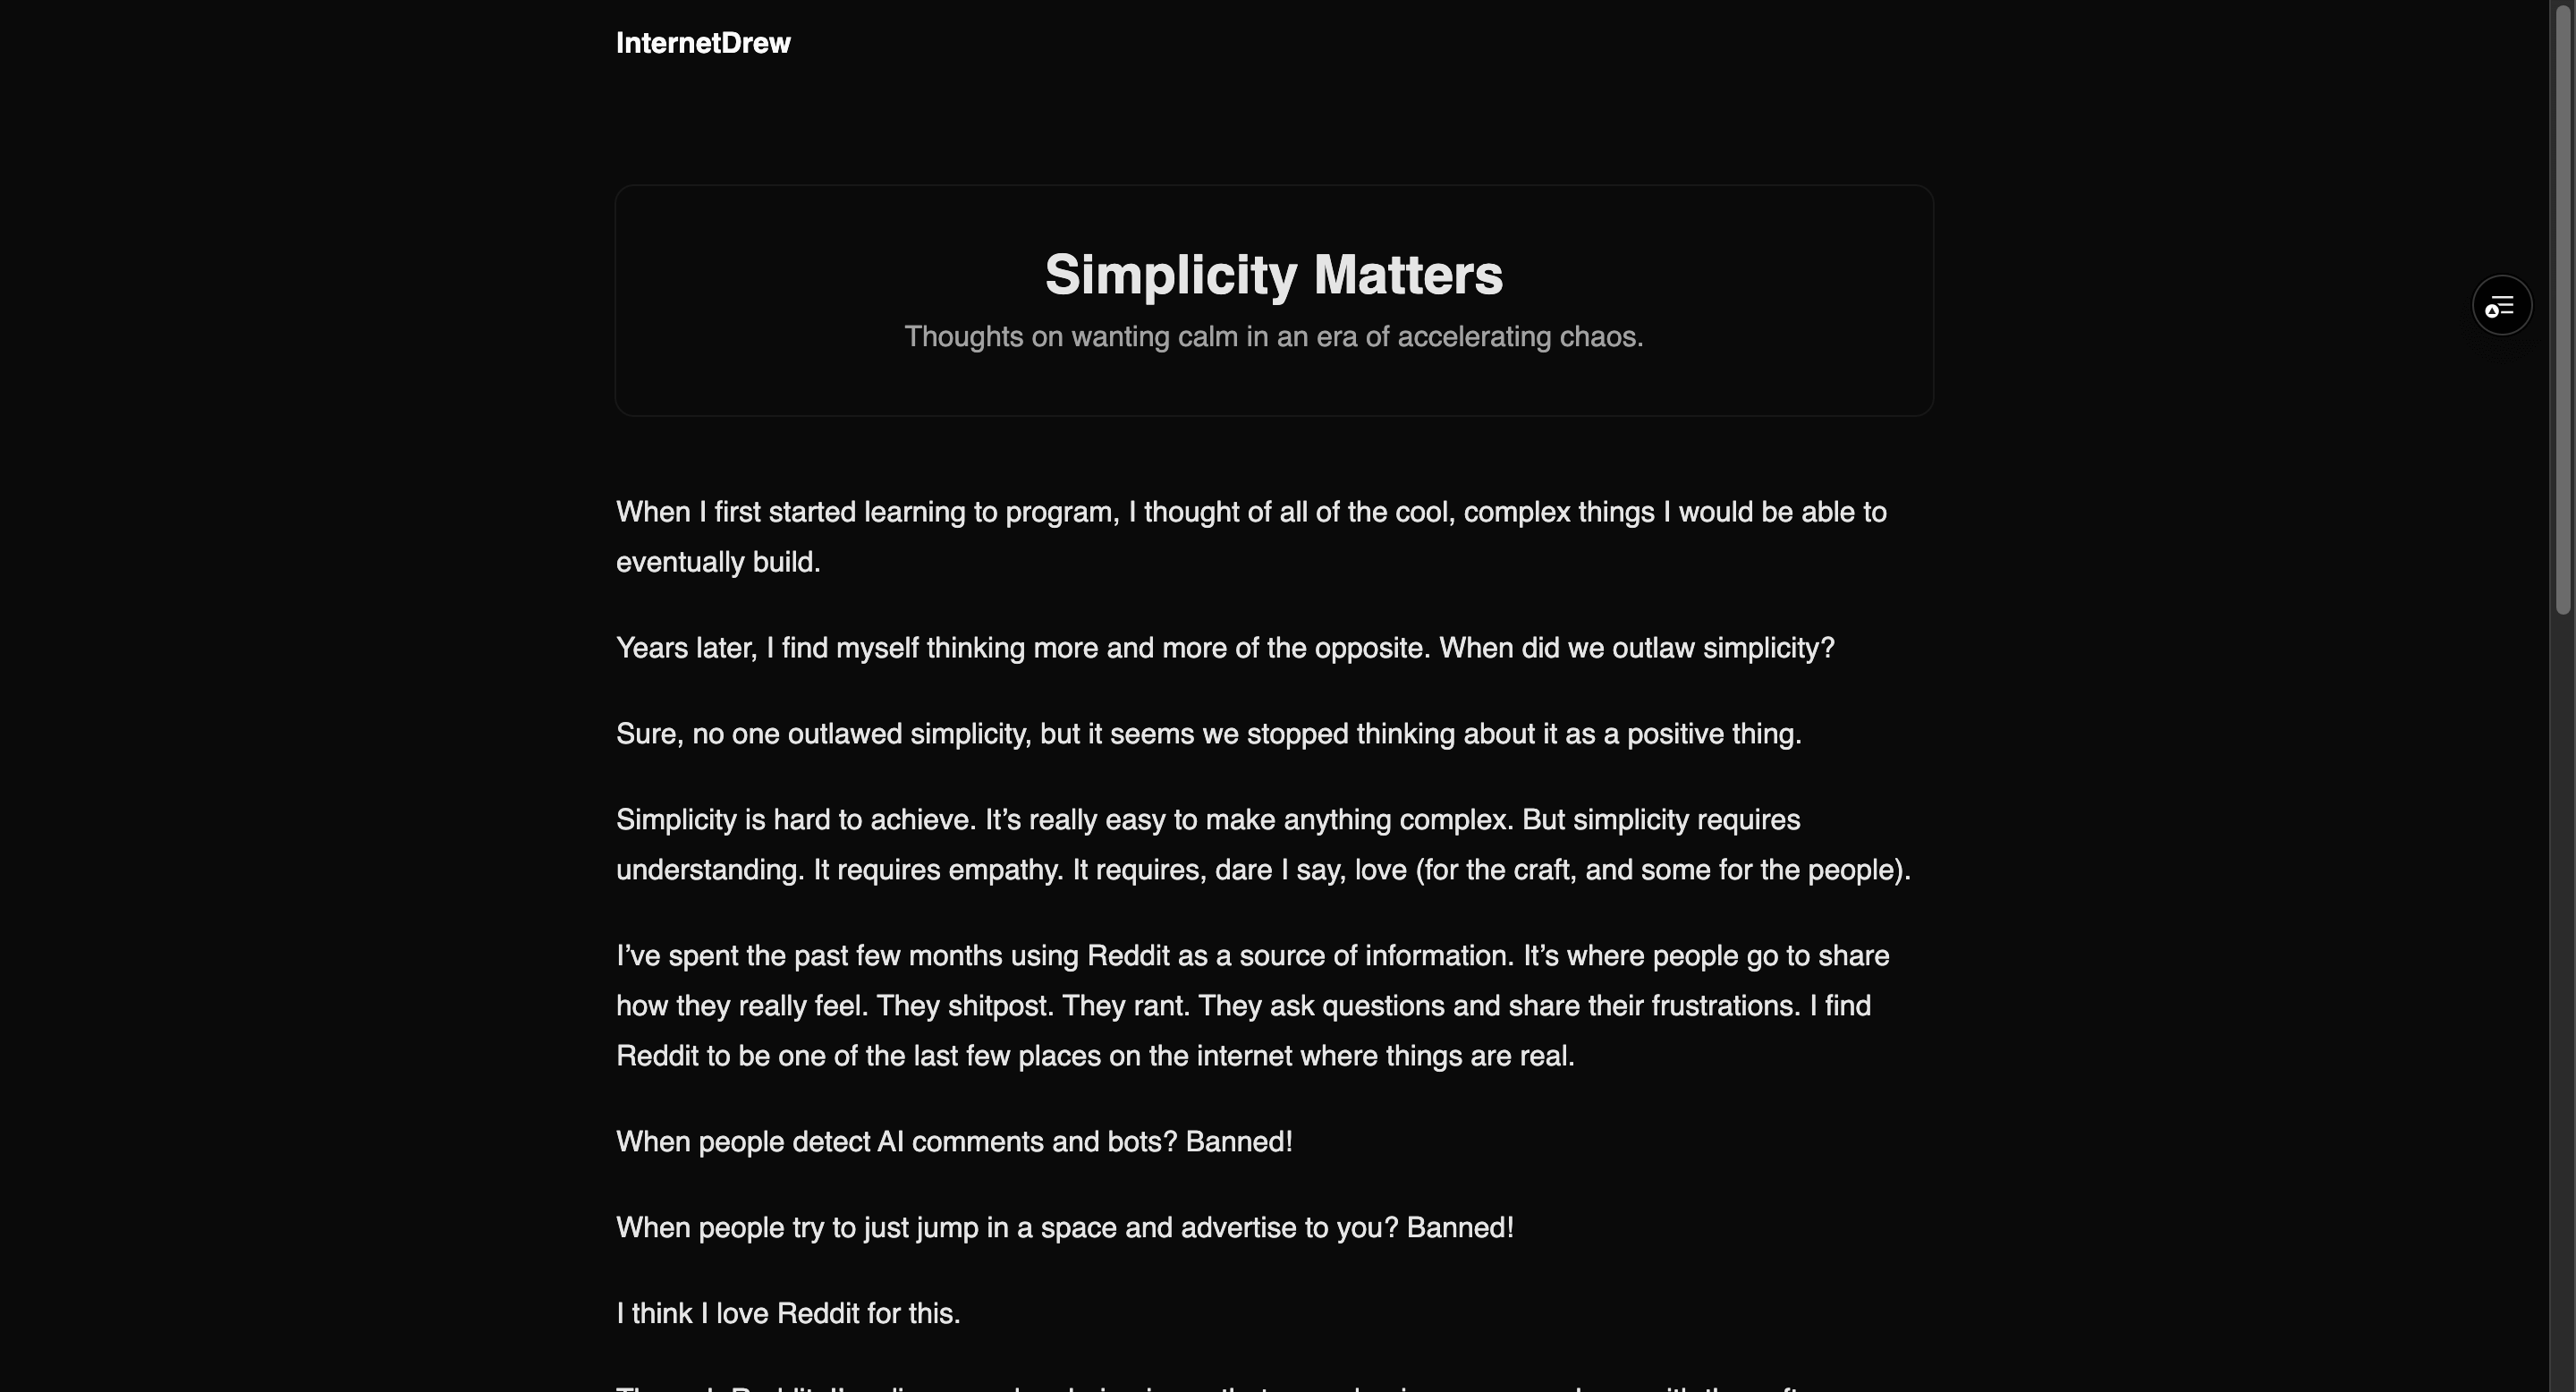 InternetDrew
Simplicity Matters
Thoughts on wanting calm in an era of accelerating chaos.
When I first started learning to program, I thought of all of the cool, complex things I would be able to
eventually build.
Years later, I find myself thinking more and more of the opposite. When did we outlaw simplicity?
Sure, no one outlawed simplicity, but it seems we stopped thinking about it as a positive thing.
Simplicity is hard to achieve. It’s really easy to make anything complex. But simplicity requires
understanding. It requires empathy. It requires, dare I say, love (for the craft, and some for the people).
I’ve spent the past few months using Reddit as a source of information. It’s where people go to share
how they really feel. They shitpost. They rant. They ask questions and share their frustrations. I find
Reddit to be one of the last few places on the internet where things are real.
When people detect AI comments and bots? Banned!
When people try to just jump in a space and advertise to you? Banned!
I think I love Reddit for this.